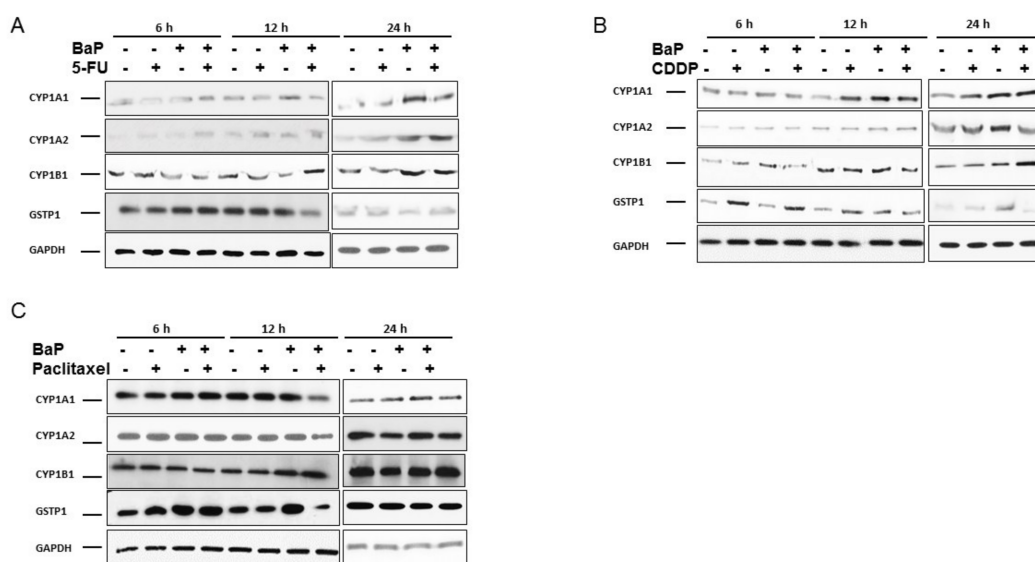 A
6 h 12 h 24 h
BaP - - + + - - + + - - + +
5-FU - + - + - + - + - + - +
CYP1A1
CYP1A2
CYP1B1
GSTP1
GAPDH
B
6 h 12 h 24 h
BaP - - + + - - + + - - + +
CDDP - + - + - + - + - + - +
CYP1A1
CYP1A2
CYP1B1
GSTP1
GAPDH
C
6 h 12 h 24 h
BaP - - + + - - + + - - + +
Paclitaxel - + - + - + - + - + - +
CYP1A1
CYP1A2
CYP1B1
GSTP1
GAPDH